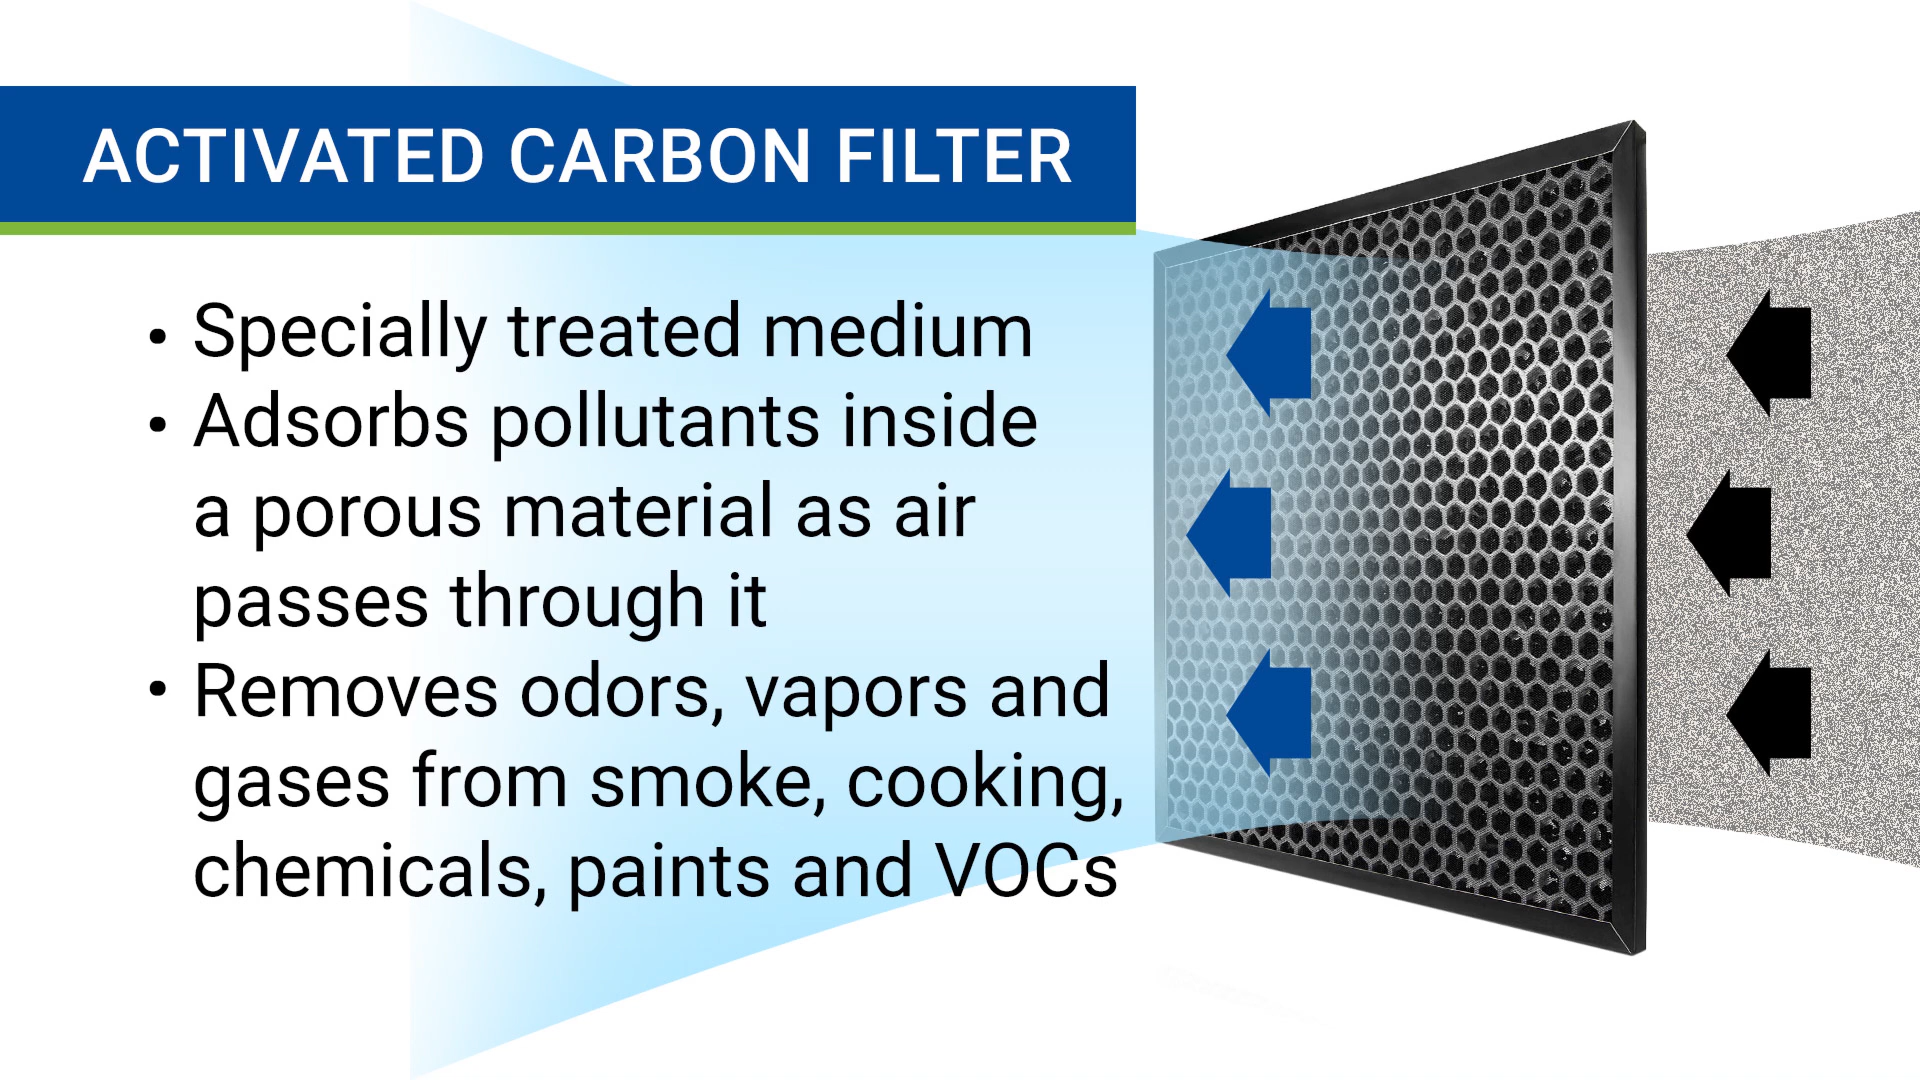 ACTIVATED CARBON FILTER
• Specially treated medium
• Adsorbs pollutants inside
a porous material as air
passes through it
• Removes odors, vapors and
gases from smoke, cooking,
chemicals, paints and VOCs